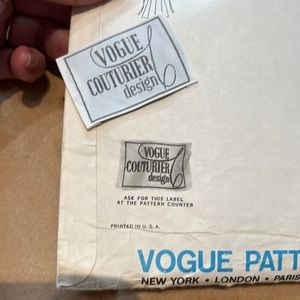 VOGUE
COUTURIER
design
VOGUE
COUTURIER
design
ASK FOR THIS LABEL
AT THE PATTERN COUNTER
PRINTED IN U.S.A.
VOGUE PATT
NEW YORK • LONDON • PARIS